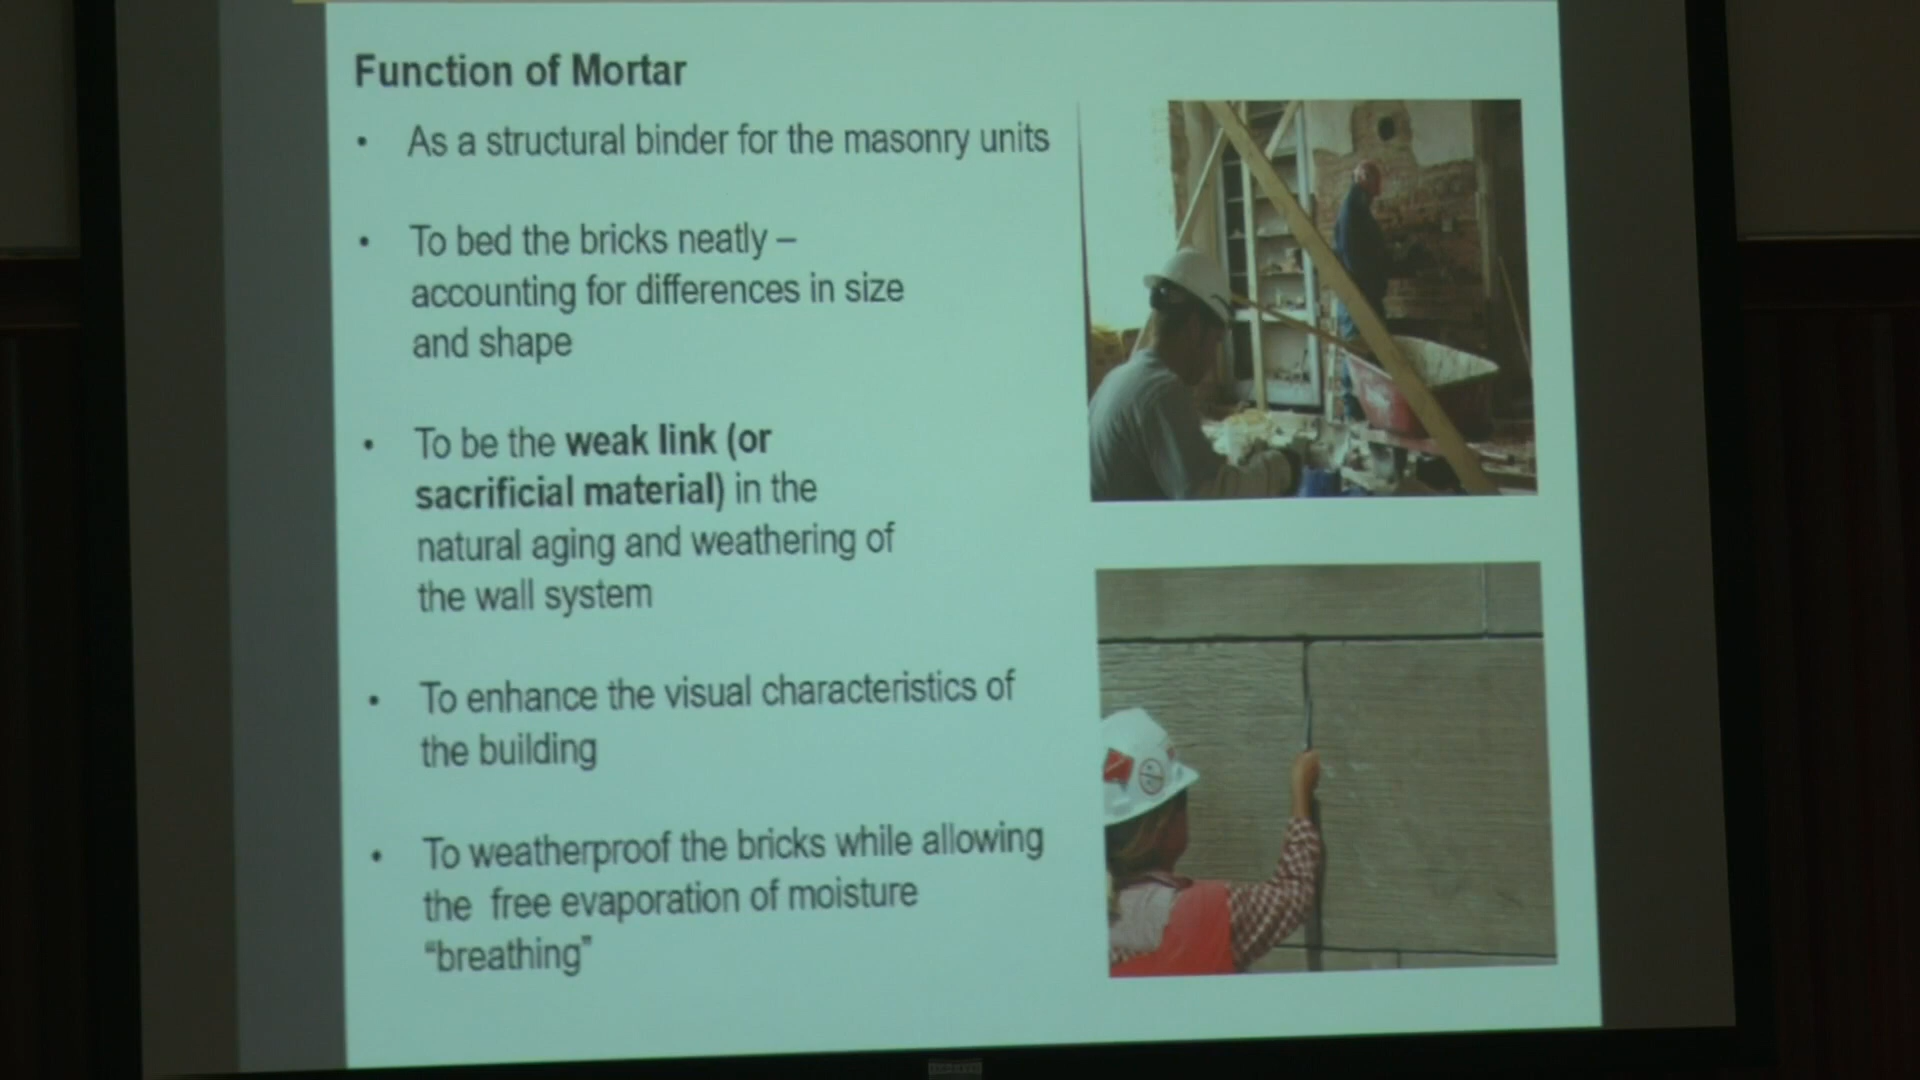 Function of Mortar
• As a structural binder for the masonry units
• To bed the bricks neatly –
accounting for differences in size
and shape
• To be the weak link (or
sacrificial material) in the
natural aging and weathering of
the wall system
• To enhance the visual characteristics of
the building
• To weatherproof the bricks while allowing
the free evaporation of moisture
“breathing”